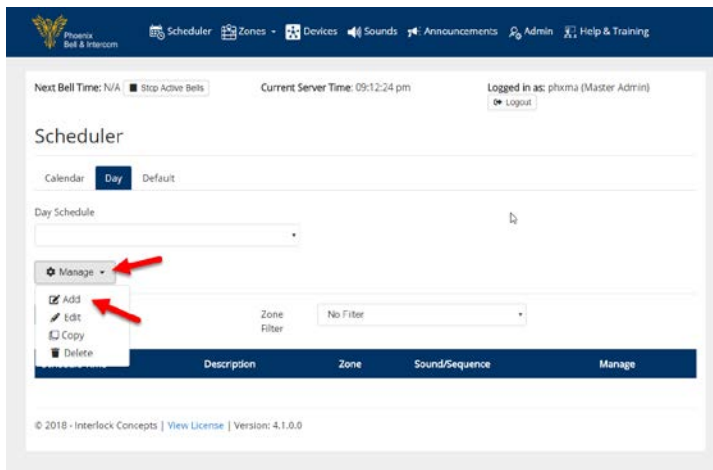 Phoenix
Bell & Intercom
Scheduler Zones Devices Sounds Announcements Admin Help & Training
Next Bell Time: N/A Stop Active Bells Current Server Time: 09:12:24 pm Logged in as: phxma (Master Admin)
Logout
Scheduler
Calendar Day Default
Day Schedule
Manage
Add
Edit
Copy
Delete
Zone Filter No Filter
Description Zone Sound/Sequence Manage
© 2018 - Interlock Concepts | View License | Version: 4.1.0.0